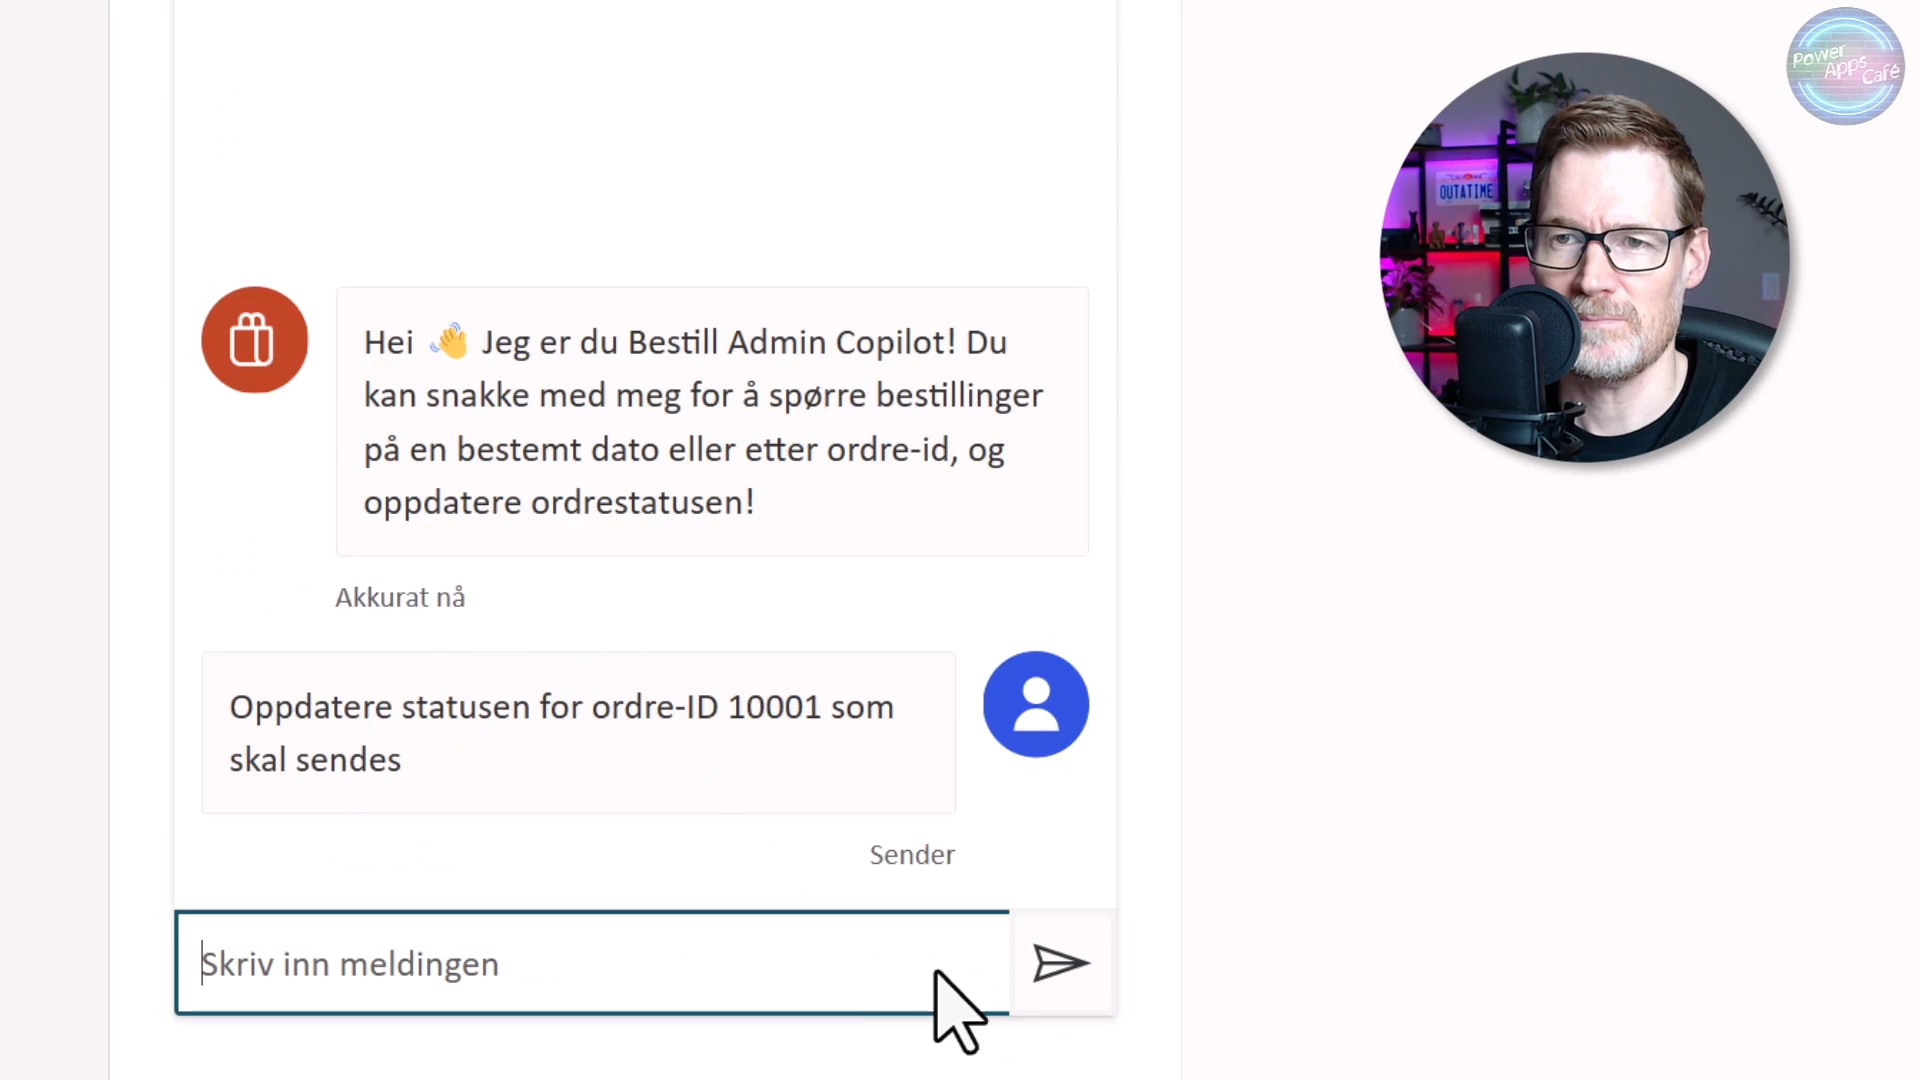 Power
Apps
Café
OUTATIME
Hei 👋 Jeg er du Bestill Admin Copilot! Du
kan snakke med meg for å spørre bestillinger
på en bestemt dato eller etter ordre-id, og
oppdatere ordrestatusen!
Akkurat nå
Oppdatere statusen for ordre-ID 10001 som
skal sendes
Sender
Skriv inn meldingen